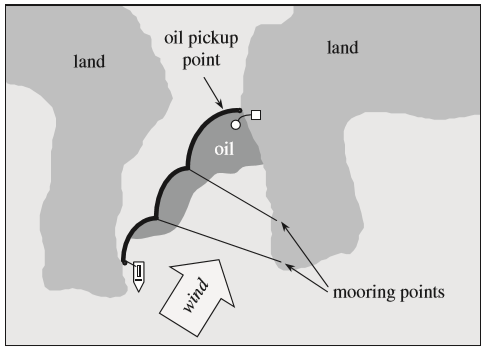 oil pickup
point
land
land
oil
wind
mooring points